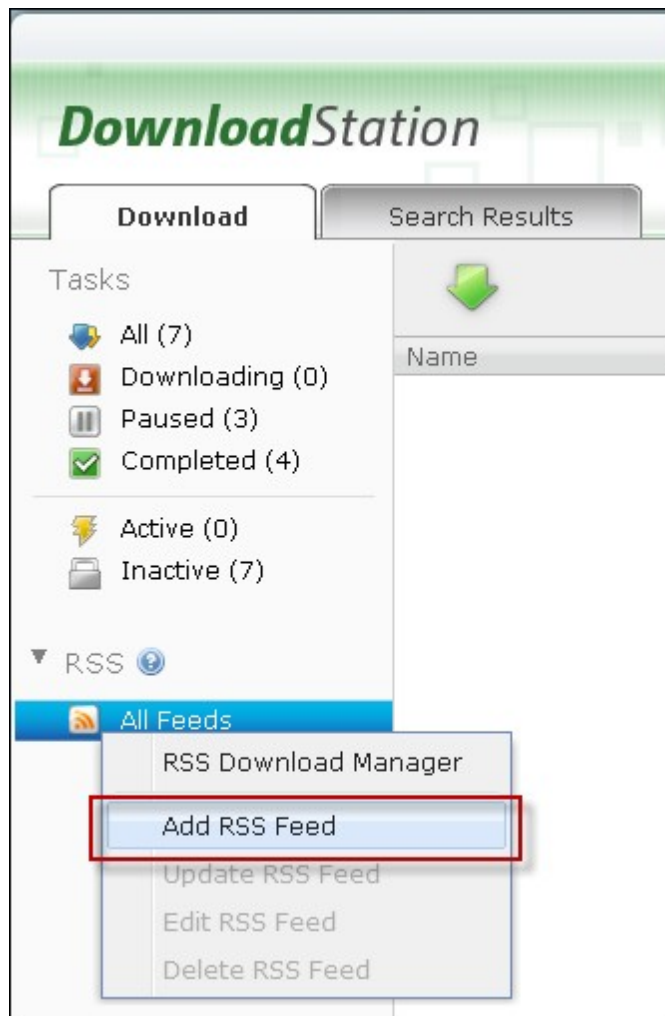 DownloadStation
Download
Search Results
Tasks
All (7)
Downloading (0)
Paused (3)
Completed (4)
Name
Active (0)
Inactive (7)
RSS
All Feeds
RSS Download Manager
Add RSS Feed
Update RSS Feed
Edit RSS Feed
Delete RSS Feed